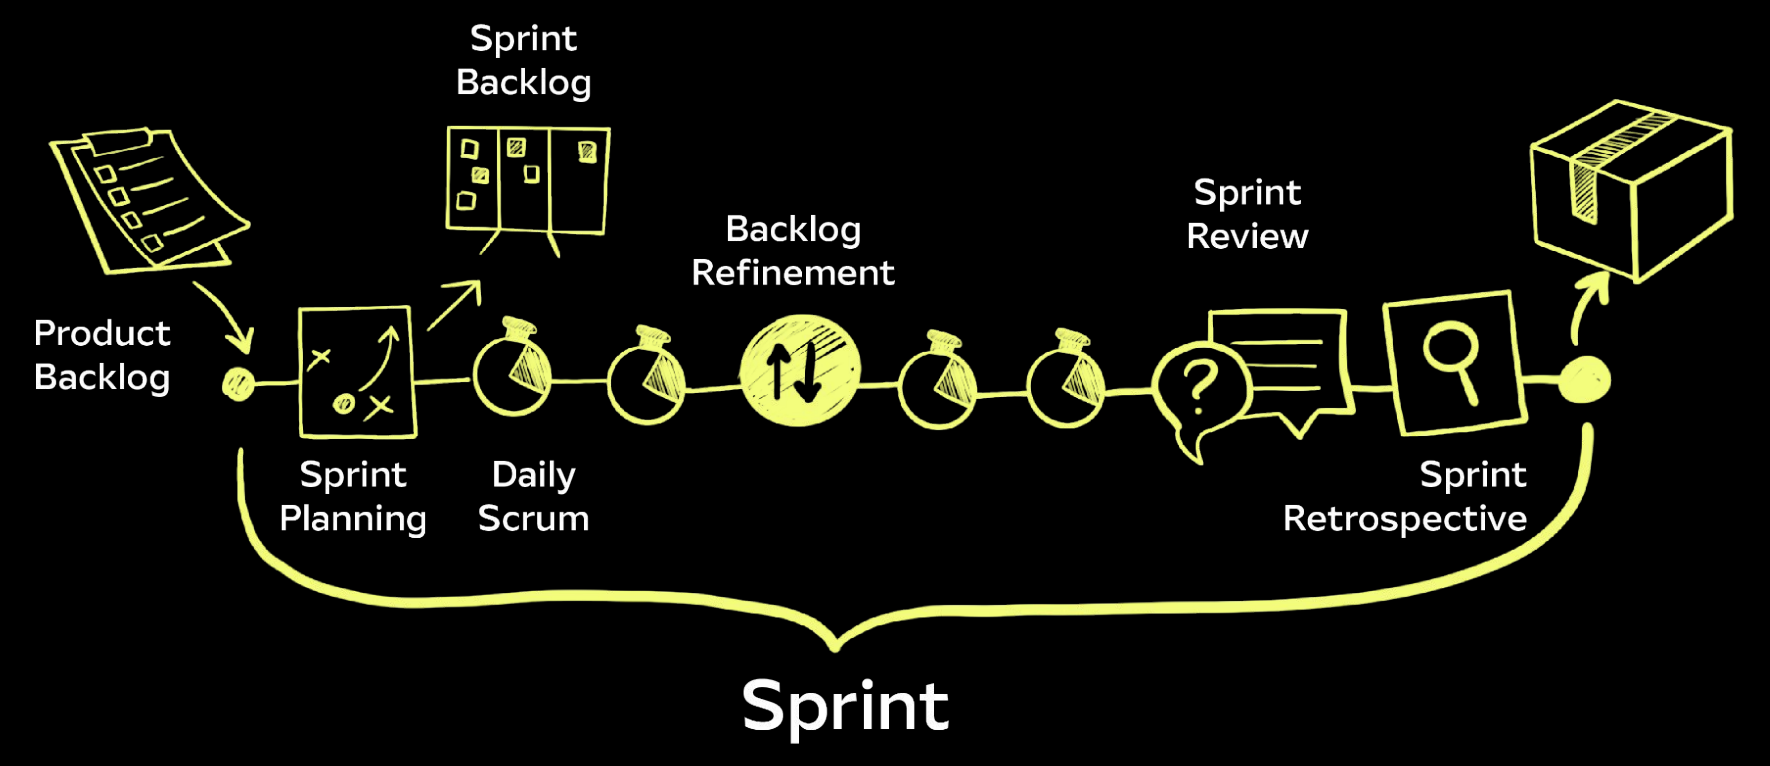 Sprint
Backlog
Product
Backlog
Sprint
Planning
Daily
Scrum
Backlog
Refinement
?
Sprint
Review
Sprint
Retrospective
Sprint